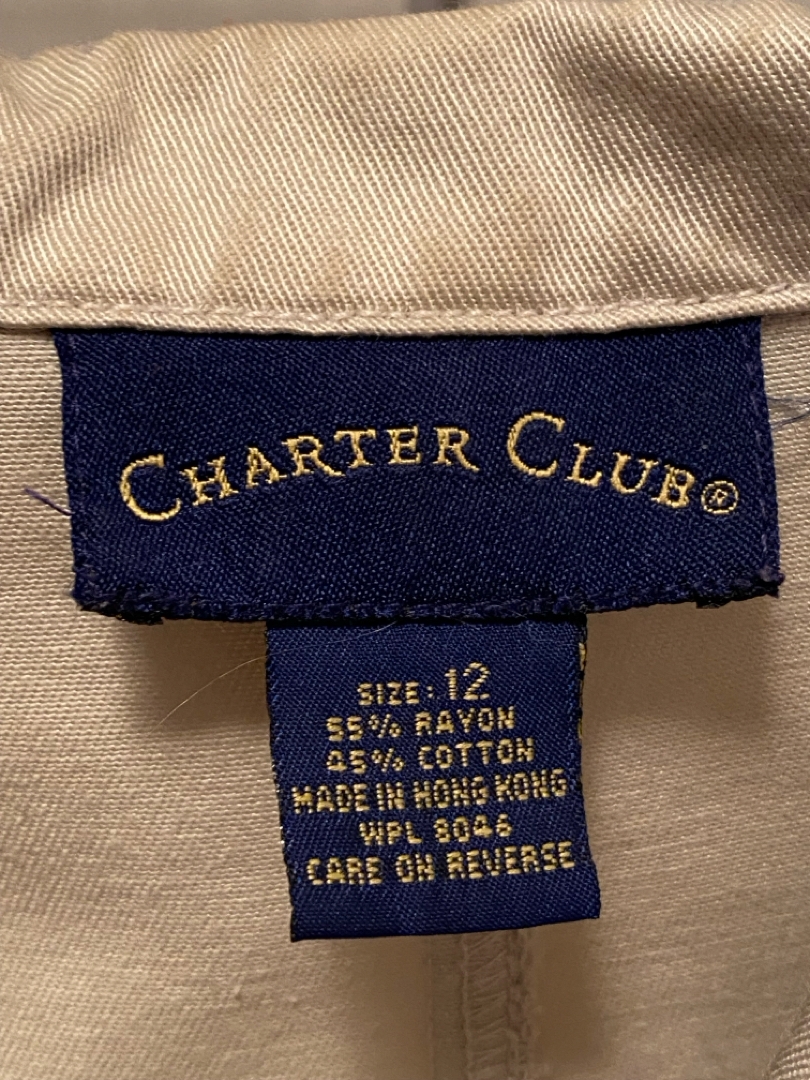 CHARTER CLUB®
SIZE: 12
55% RAYON
45% COTTON
MADE IN HONG KONG
WPL 8046
CARE ON REVERSE